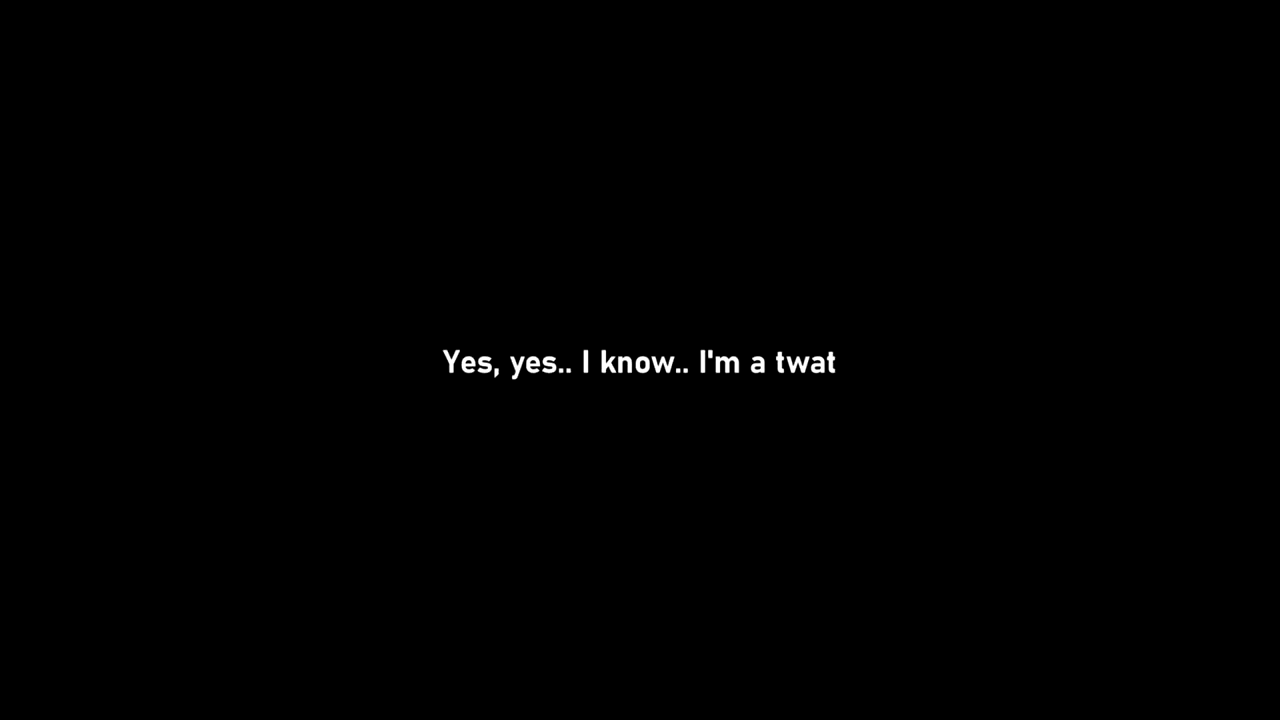 Yes, yes.. I know.. I'm a twat